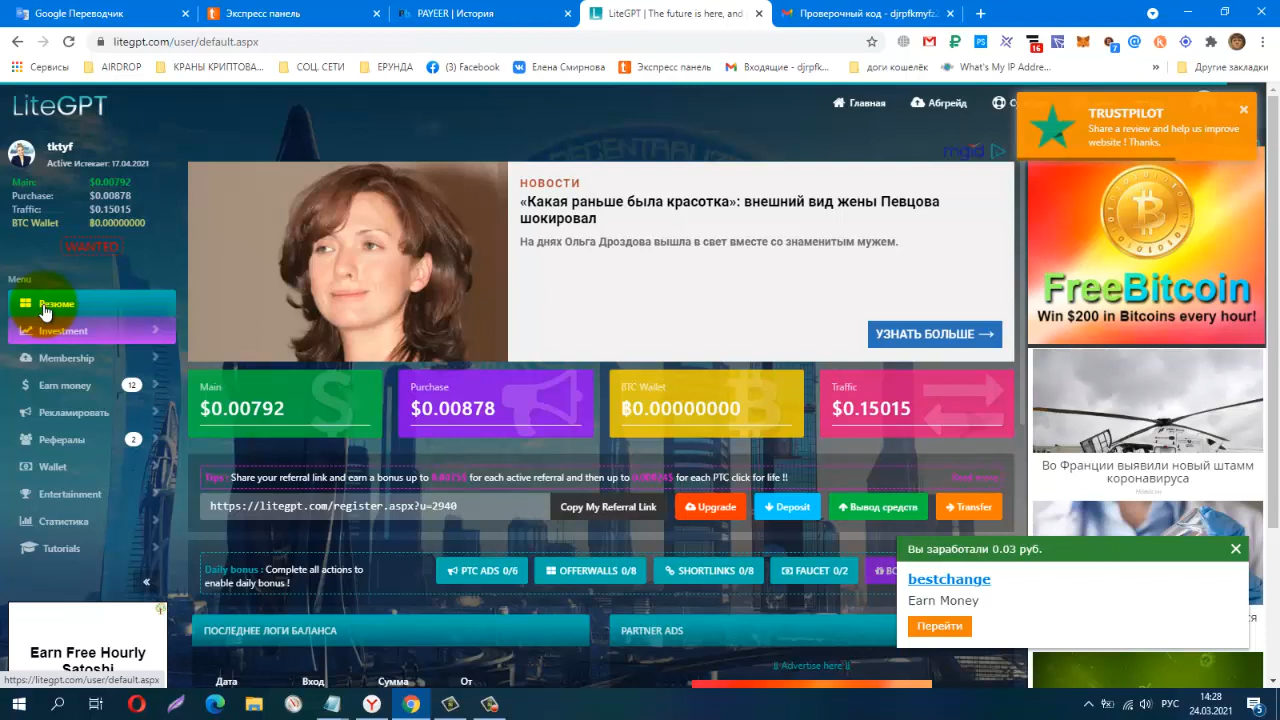 Экспресс панель
PAYEER | История
LiteGPT | The future is here, and
Проверочный код - djrpfkmyfz2
litegpt.com/user/default.aspx
16
7
Сервисы
AIRDROP
КРАНЫ КРИПТОВА...
СОЦ. СЕТИ
ЕРУНДА
(3) Facebook
Елена Смирнова
Экспресс панель
Входящие - djrpfk...
доги кошелёк
What's My IP Addre...
»
Другие закладки
LiteGPT
Главная
Абгрейд
TRUSTPILOT
Share a review and help us improve
website ! Thanks.
tktyf
Active Истекает: 17.04.2021
Main: $0.00792
Purchase: $0.00878
Traffic: $0.15015
BTC Wallet ฿0.00000000
WANTED
Menu
Резюме
Investment
Membership
Earn money 12
Рекламировать
Рефералы 2
Wallet
Entertainment
Статистика
Tutorials
«
Earn Free Hourly
Satoshi
https://litegpt.com/user/default.aspx
mgid
НОВОСТИ
«Какая раньше была красотка»: внешний вид жены Певцова
шокировал
На днях Ольга Дроздова вышла в свет вместе со знаменитым мужем.
УЗНАТЬ БОЛЬШЕ →
Main
$0.00792
Purchase
$0.00878
BTC Wallet
฿0.00000000
Traffic
$0.15015
Tips : Share your referral link and earn a bonus up to 0.0015$ for each active referral and then up to for each PTC click for life !!
Read more
https://litegpt.com/register.aspx?u=2940
Copy My Referral Link
Upgrade
Deposit
Вывод средств
Transfer
Daily bonus : Complete all actions to
enable daily bonus !
PTC ADS 0/6
OFFERWALLS 0/8
SHORTLINKS 0/8
FAUCET 0/2
ПОСЛЕДНЕЕ ЛОГИ БАЛАНСА
PARTNER ADS
Advertise here
Дата
Сумма
От
FreeBitcoin
Win $200 in Bitcoins every hour!
Во Франции выявили новый штамм
коронавируса
Вы заработали 0.03 руб.
bestchange
Earn Money
Перейти
РУС
14:28
24.03.2021
5